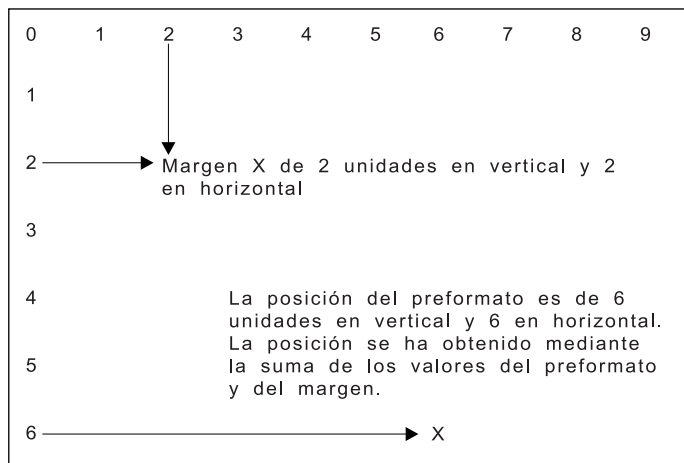 0 1 2 3 4 5 6 7 8 9
1
2
Margen X de 2 unidades en vertical y 2
en horizontal
3
4
La posición del preformato es de 6
unidades en vertical y 6 en horizontal.
La posición se ha obtenido mediante
la suma de los valores del preformato
y del margen.
5
6 X